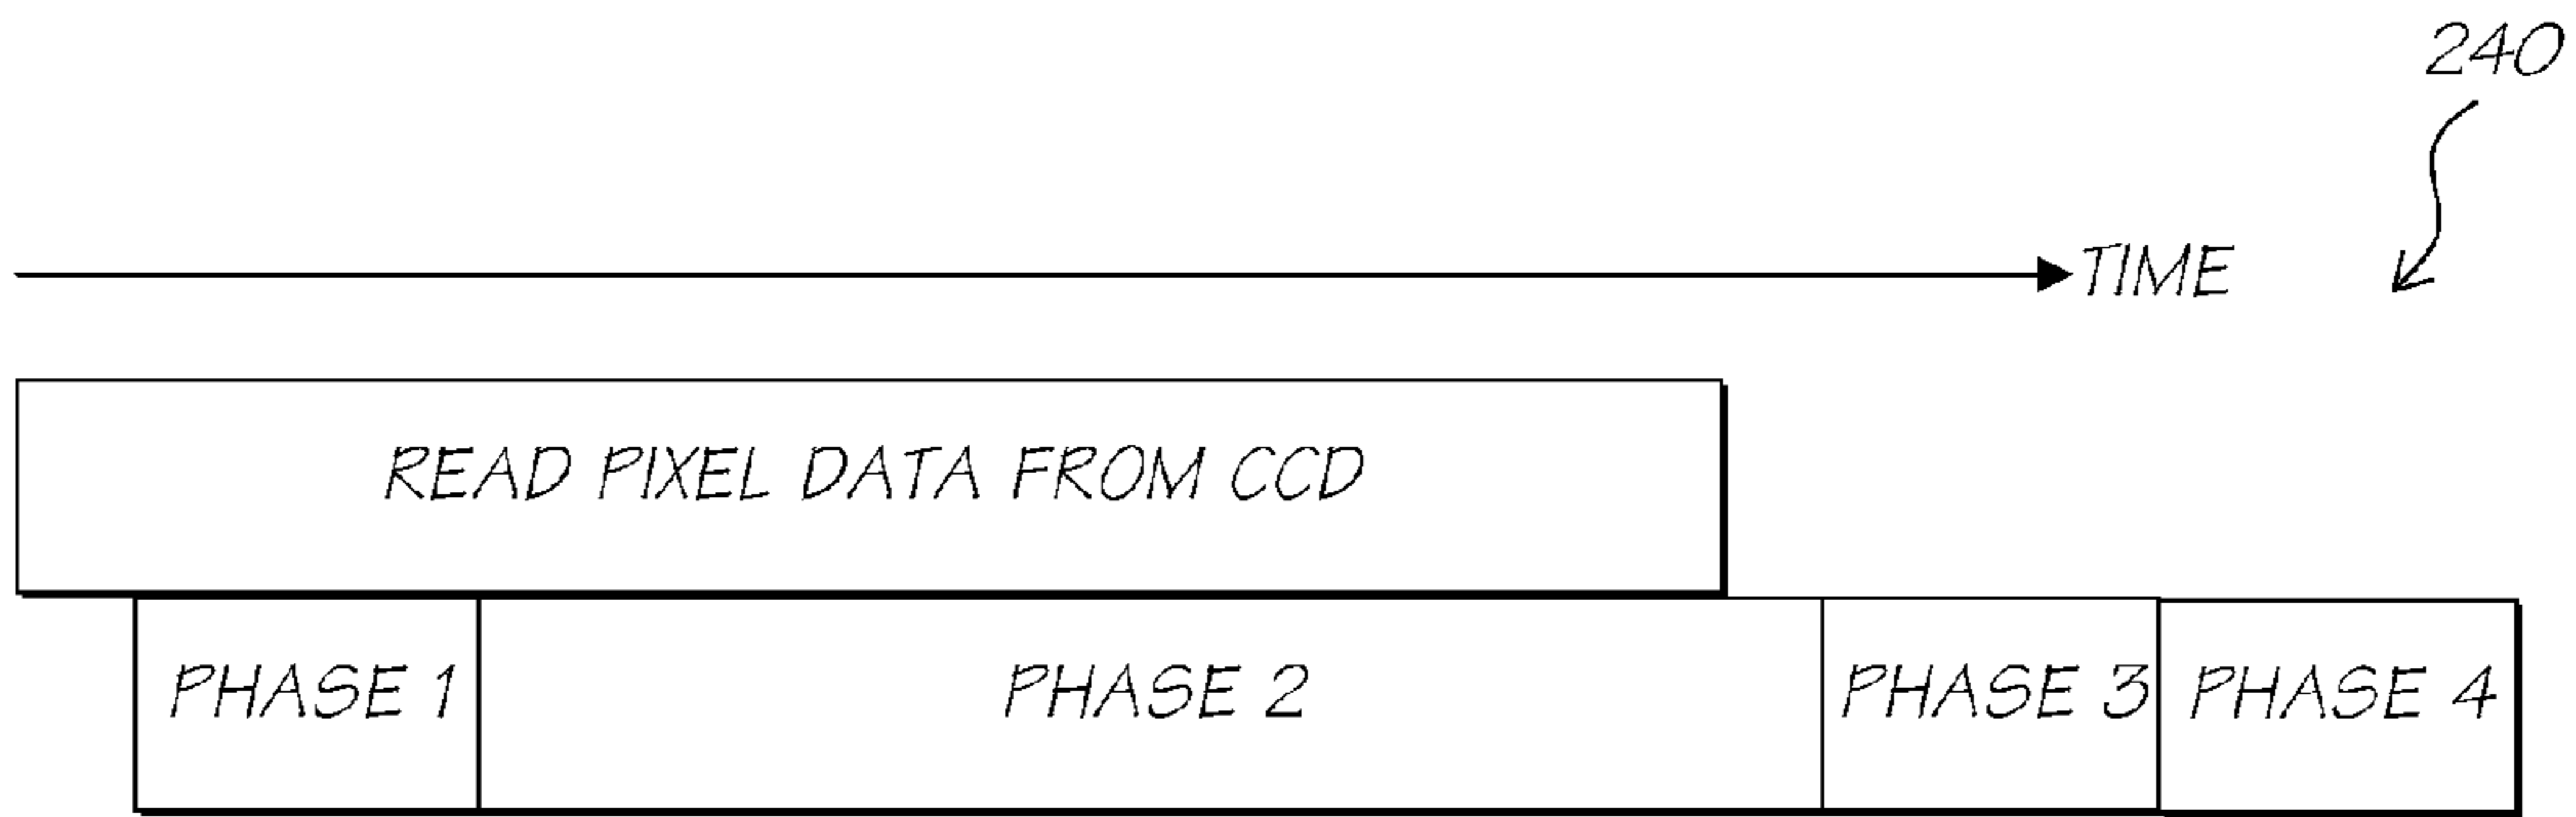 240
TIME
READ PIXEL DATA FROM CCD
PHASE 1 PHASE 2 PHASE 3 PHASE 4